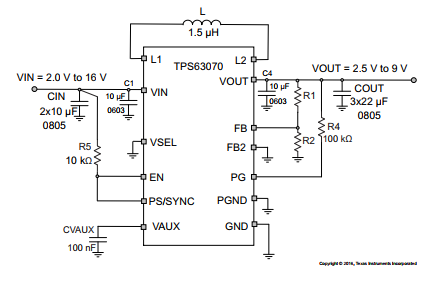 L
1.5 µH
L1
L2
TPS63070
VIN = 2.0 V to 16 V
VOUT = 2.5 V to 9 V
CIN
2x10 µF
0805
C1
10 µF
0603
VIN
VOUT
C4
10 µF
0603
R1
COUT
3x22 µF
0805
VSEL
FB
FB2
R2
R4
100 kΩ
R5
10 kΩ
EN
PG
PS/SYNC
PGND
CVAUX
100 nF
VAUX
GND
Copyright © 2016, Texas Instruments Incorporated